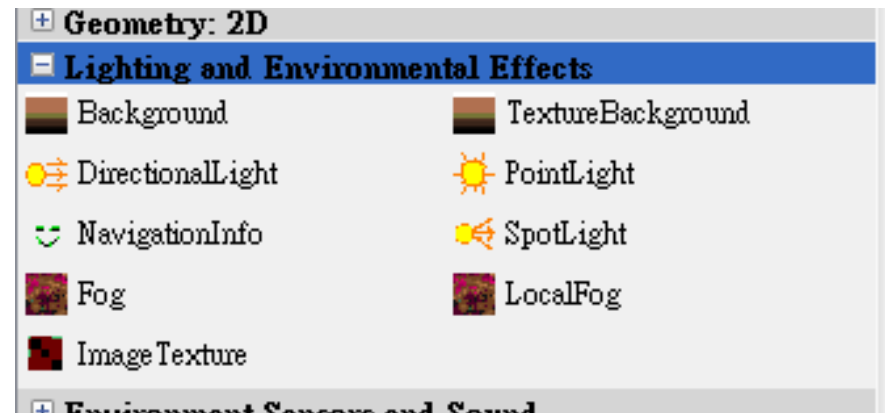 Geometry: 2D
Lighting and Environmental Effects
Background TextureBackground
DirectionalLight PointLight
NavigationInfo SpotLight
Fog LocalFog
ImageTexture
Environment Sensors and Sound